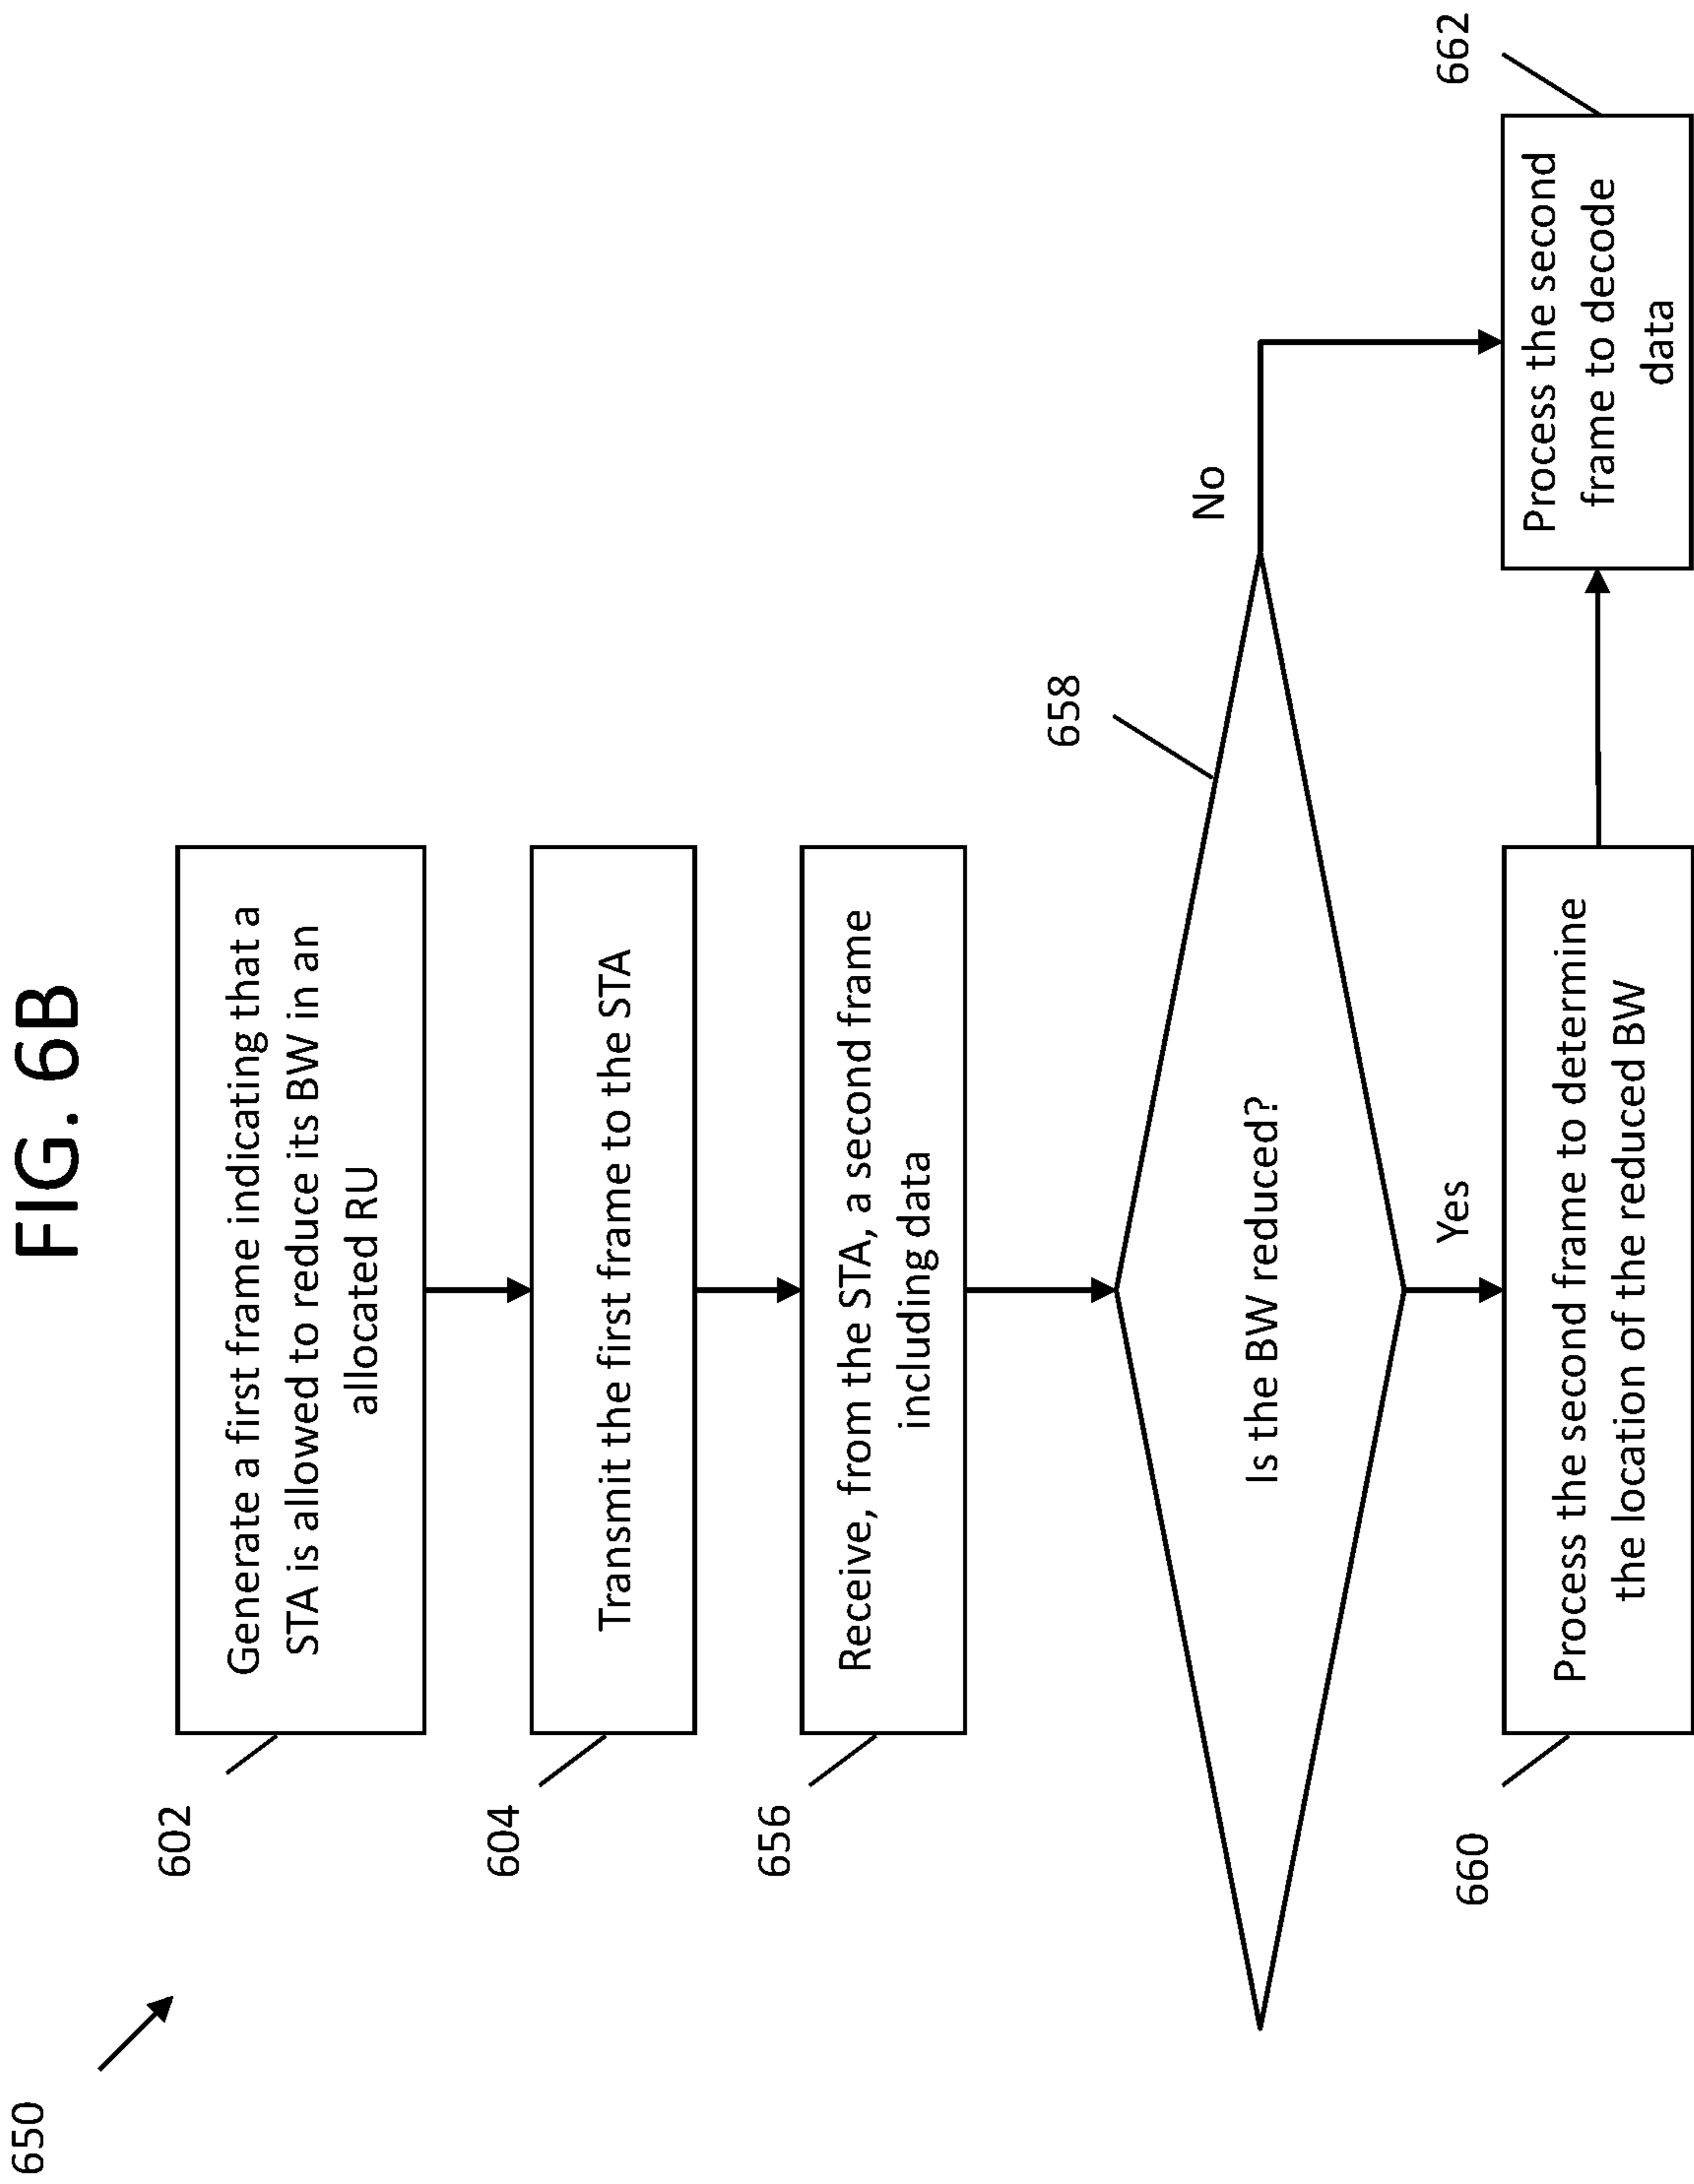 FIG. 6B
650
602
Generate a first frame indicating that a
STA is allowed to reduce its BW in an
allocated RU
604
Transmit the first frame to the STA
656
Receive, from the STA, a second frame
including data
658
Is the BW reduced?
No
Yes
660
Process the second frame to determine
the location of the reduced BW
662
Process the second
frame to decode
data